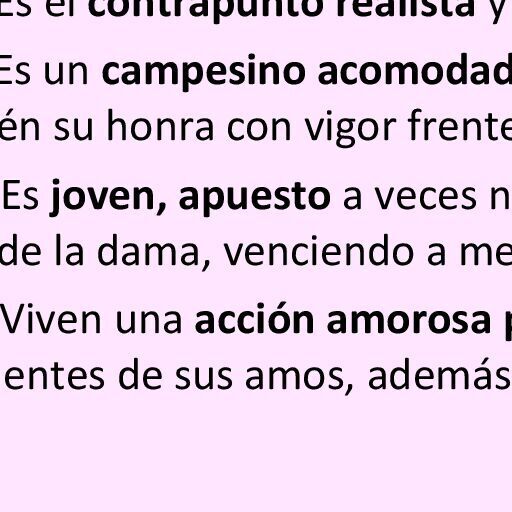 Es el contrapunto realista y
Es un campesino acomodad
én su honra con vigor frente
Es joven, apuesto a veces n
de la dama, venciendo a me
Viven una acción amorosa p
entes de sus amos, además